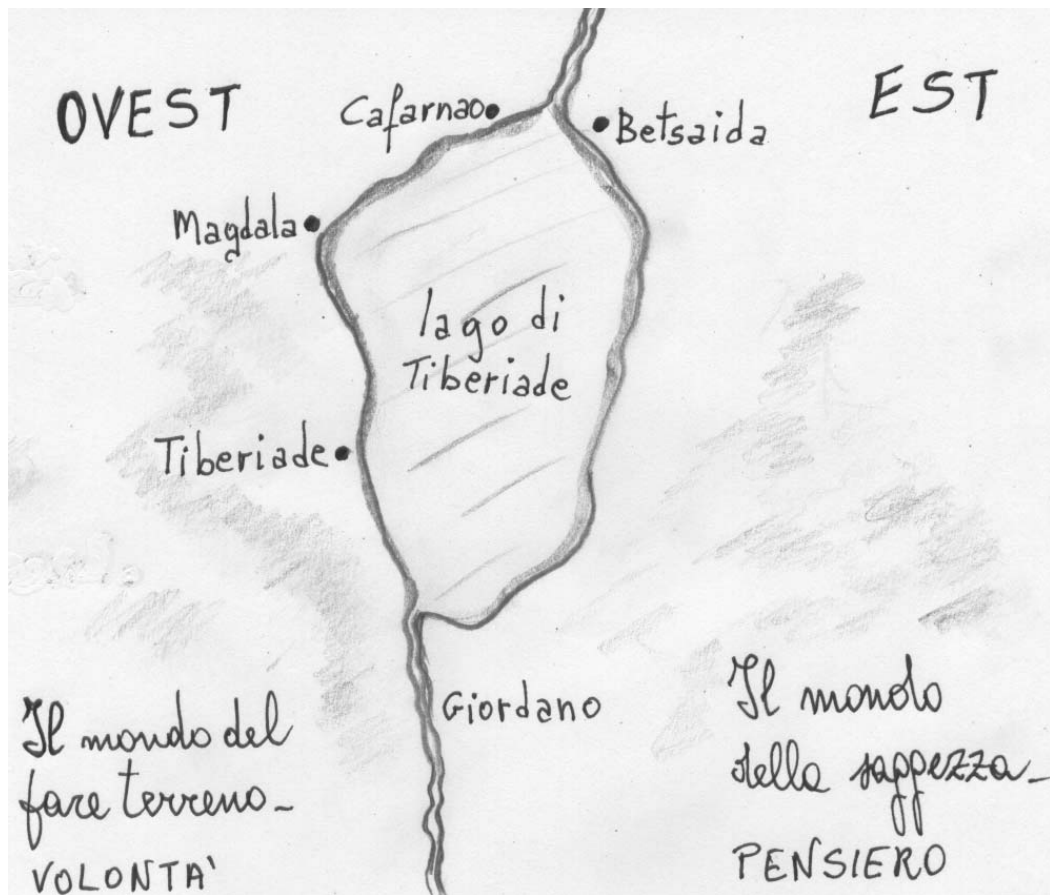 OVEST
EST
Cafarnao
Betsaida
Magdala
lago di
Tiberiade
Tiberiade
Giordano
Il mondo del
fare terreno-
VOLONTA'
Il mondo
della saggezza-
PENSIERO